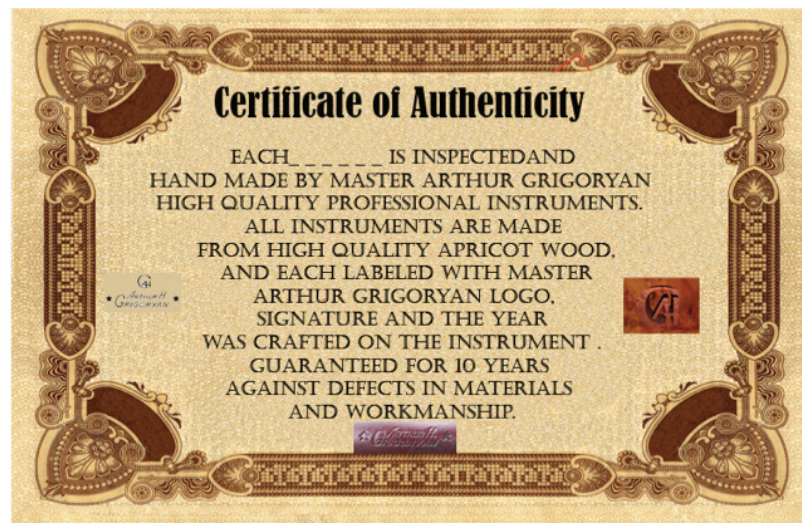 Certificate of Authenticity
EACH_ _ _ _ _ _ IS INSPECTEDAND
HAND MADE BY MASTER ARTHUR GRIGORYAN
HIGH QUALITY PROFESSIONAL INSTRUMENTS.
ALL INSTRUMENTS ARE MADE
FROM HIGH QUALITY APRICOT WOOD,
AND EACH LABELED WITH MASTER
ARTHUR GRIGORYAN LOGO,
SIGNATURE AND THE YEAR
WAS CRAFTED ON THE INSTRUMENT .
GUARANTEED FOR 10 YEARS
AGAINST DEFECTS IN MATERIALS
AND WORKMANSHIP.
ARTHUR
GRIGORYAN